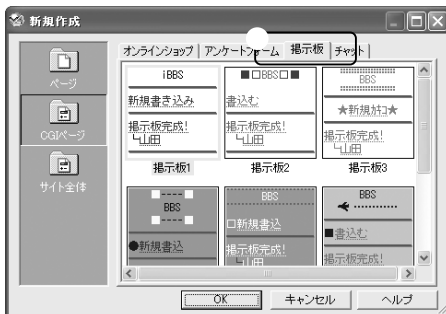 新規作成
オンラインショップ
アンケートフォーム
掲示板
チャット
ページ
CGIページ
サイト全体
iBBS
新規書き込み
掲示板完成!
┗山田
掲示板1
■□BBS□■
書込む
掲示板完成!
┗山田
掲示板2
BBS
★新規カキコ★
掲示板完成!
┗山田
掲示板3
BBS
●新規書込
BBS
□新規書込
掲示板完成!
BBS
■書込む
掲示板完成!
OK
キャンセル
ヘルプ